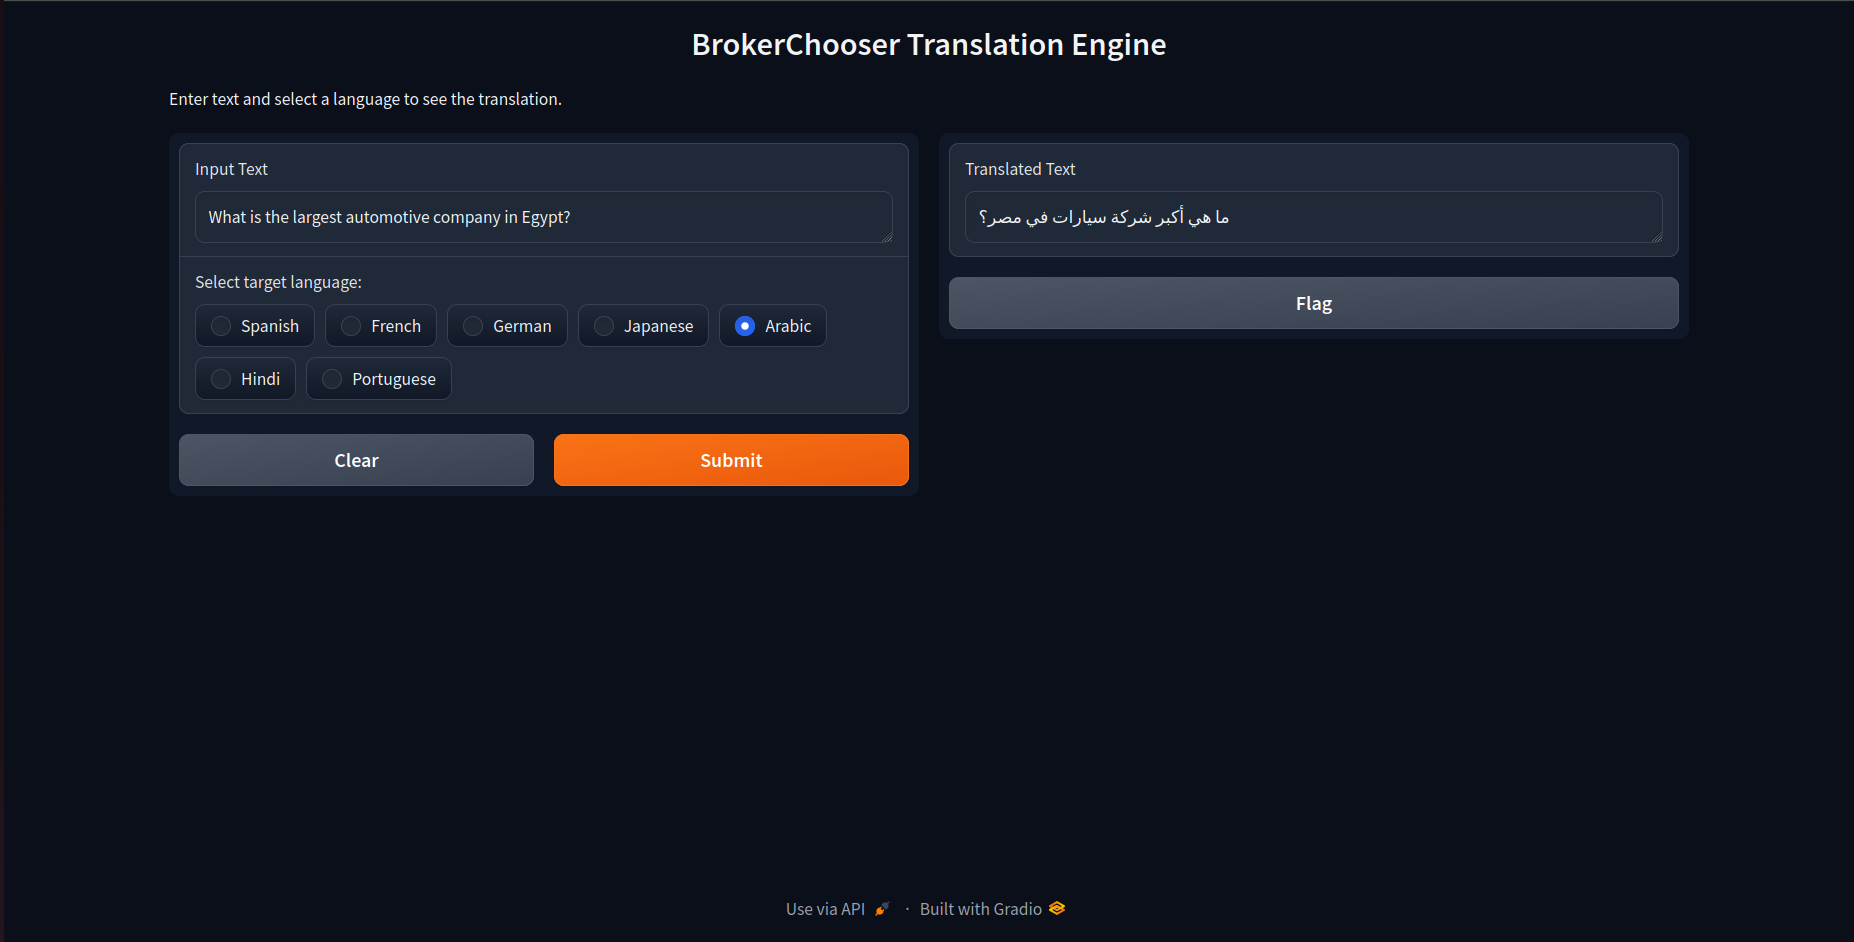 BrokerChooser Translation Engine
Enter text and select a language to see the translation.
Input Text
What is the largest automotive company in Egypt?
Select target language:
Spanish
French
German
Japanese
Arabic
Hindi
Portuguese
Clear
Submit
Translated Text
ما هي أكبر شركة سيارات في مصر؟
Flag
Use via API · Built with Gradio